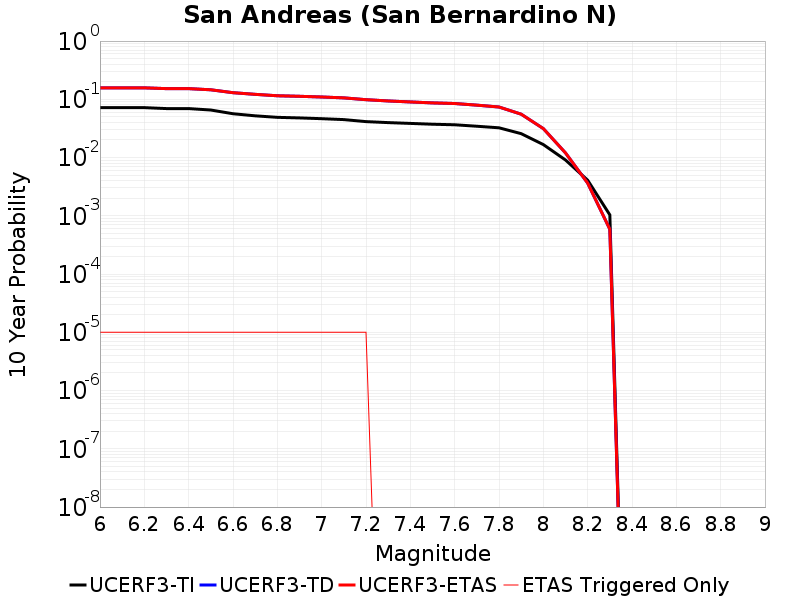 San Andreas (San Bernardino N)
10 Year Probability
10^0
10^-1
10^-2
10^-3
10^-4
10^-5
10^-6
10^-7
10^-8
6 6.2 6.4 6.6 6.8 7 7.2 7.4 7.6 7.8 8 8.2 8.4 8.6 8.8 9
Magnitude
UCERF3-TI UCERF3-TD UCERF3-ETAS ETAS Triggered Only